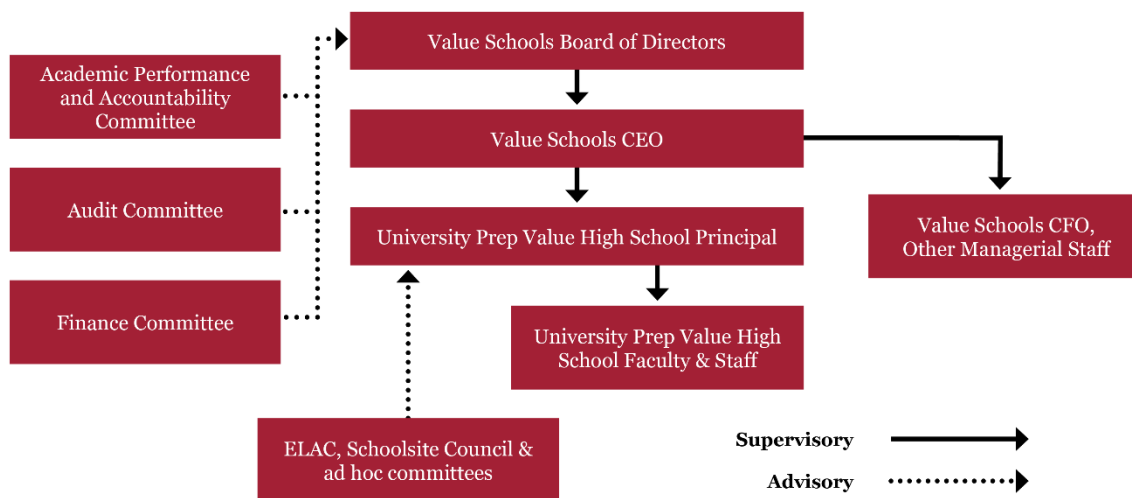 Value Schools Board of Directors
Academic Performance
and Accountability
Committee
Value Schools CEO
Audit Committee
University Prep Value High School Principal
Value Schools CFO,
Other Managerial Staff
Finance Committee
University Prep Value High
School Faculty & Staff
ELAC, Schoolsite Council &
ad hoc committees
Supervisory
Advisory